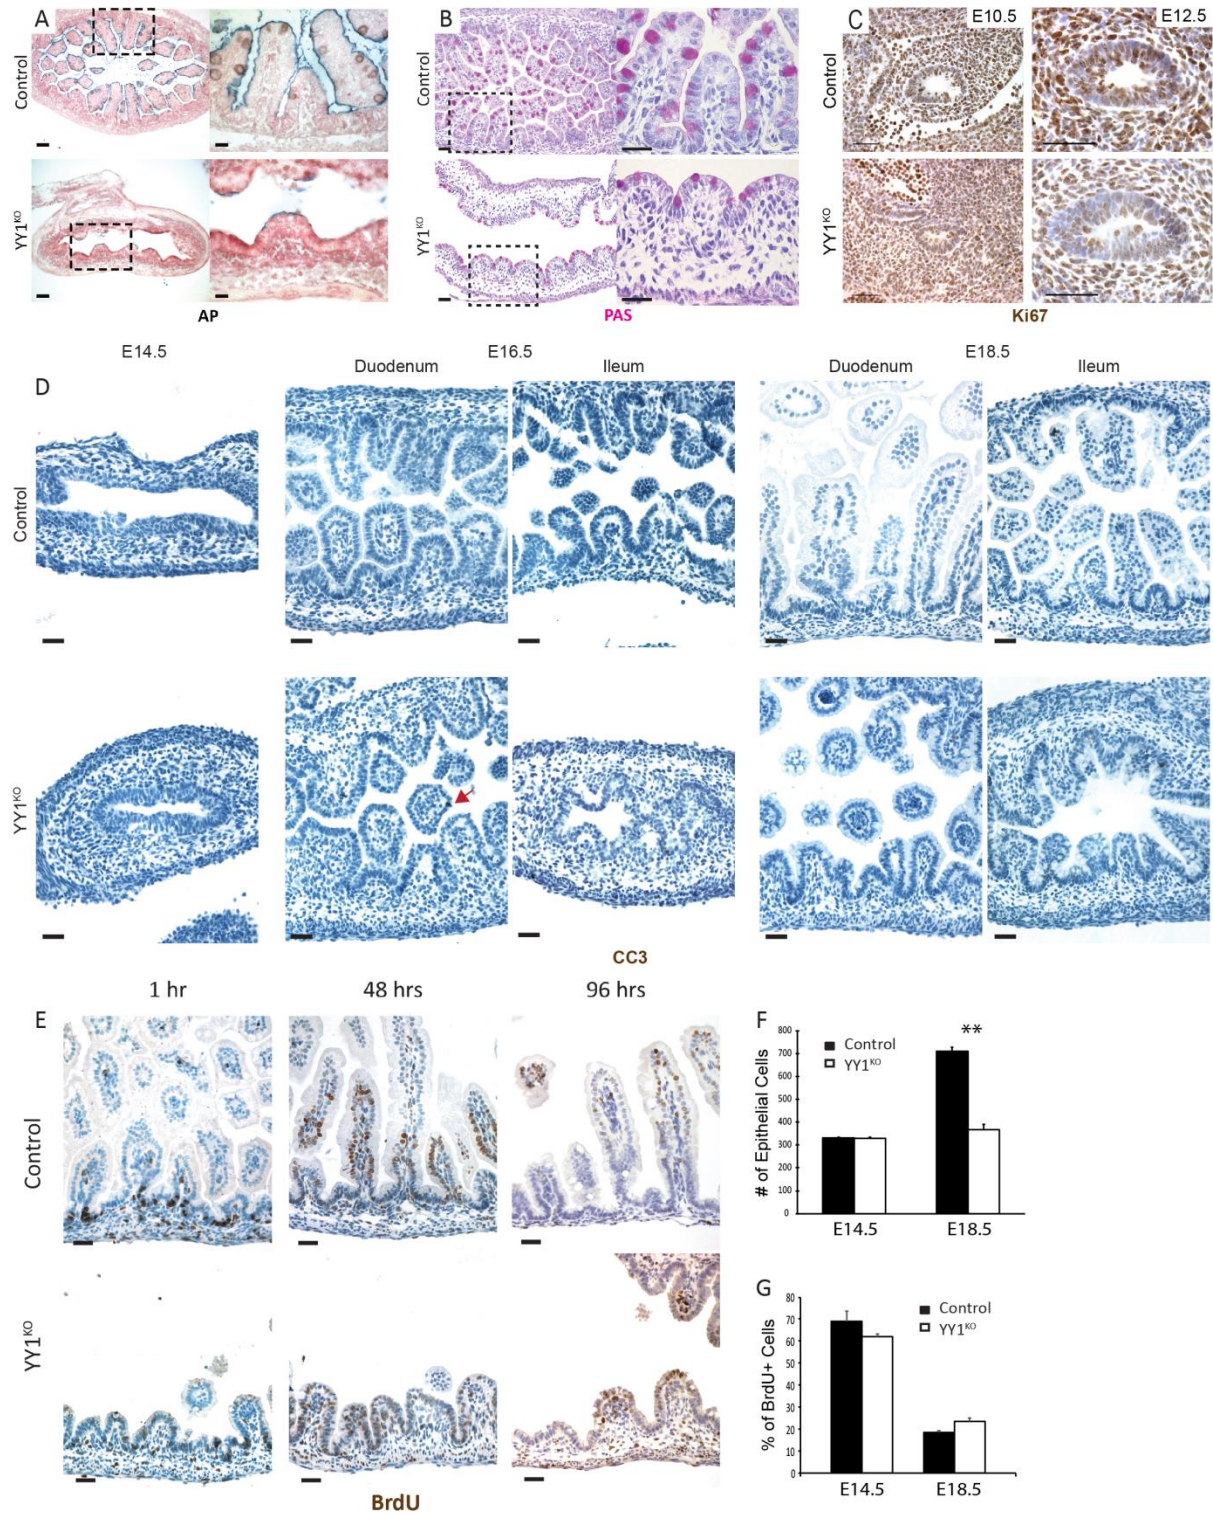 A
B
C
E10.5
E12.5
Control
Control
Control
YY1KO
YY1KO
YY1KO
AP
PAS
Ki67
E14.5
E16.5
E18.5
Duodenum
Ileum
Duodenum
Ileum
D
Control
YY1KO
CC3
1 hr
48 hrs
96 hrs
E
Control
YY1KO
BrdU
F
**
Control
YY1KO
# of Epithelial Cells
800
700
600
500
400
300
200
100
0
E14.5
E18.5
G
Control
YY1KO
% of BrdU+ Cells
80
70
60
50
40
30
20
10
0
E14.5
E18.5